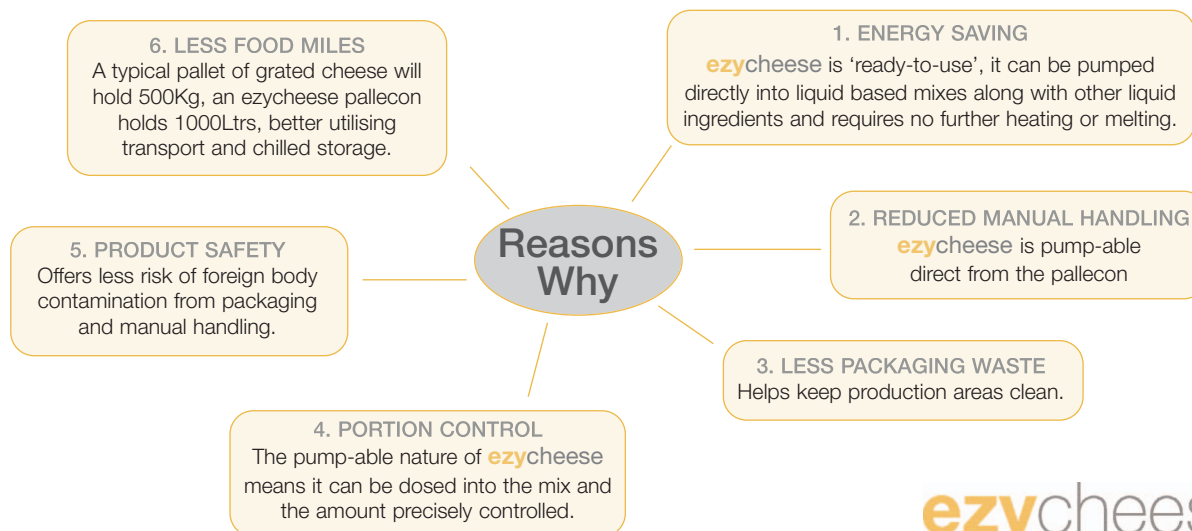 6. LESS FOOD MILES
A typical pallet of grated cheese will
hold 500Kg, an ezycheese pallecon
holds 1000Ltrs, better utilising
transport and chilled storage.
1. ENERGY SAVING
ezycheese is ‘ready-to-use’, it can be pumped
directly into liquid based mixes along with other liquid
ingredients and requires no further heating or melting.
Reasons
Why
2. REDUCED MANUAL HANDLING
ezycheese is pump-able
direct from the pallecon
5. PRODUCT SAFETY
Offers less risk of foreign body
contamination from packaging
and manual handling.
3. LESS PACKAGING WASTE
Helps keep production areas clean.
4. PORTION CONTROL
The pump-able nature of ezycheese
means it can be dosed into the mix and
the amount precisely controlled.
ezychees